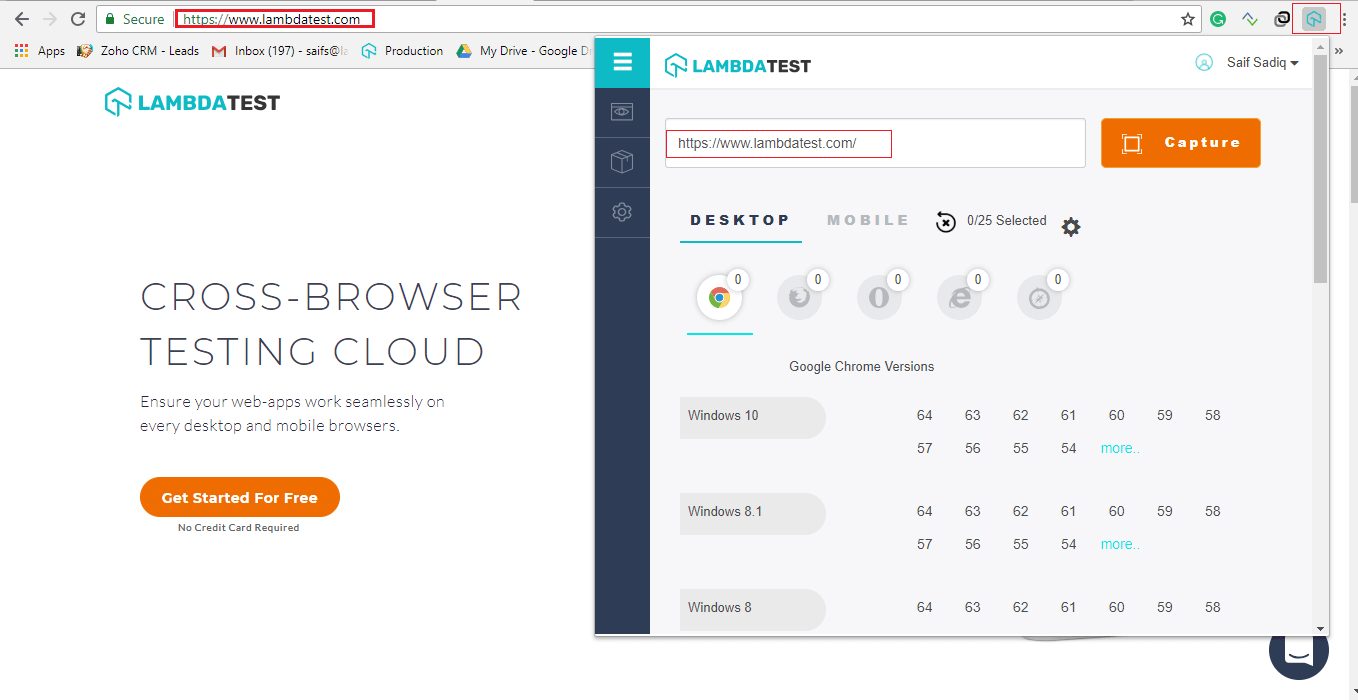 Secure https://www.lambdatest.com
Apps Zoho CRM - Leads Inbox (197) - saifs@la Production My Drive - Google Dr »
LAMBDATEST
CROSS-BROWSER
TESTING CLOUD
Ensure your web-apps work seamlessly on
every desktop and mobile browsers.
Get Started For Free
No Credit Card Required
LAMBDATEST Saif Sadiq
https://www.lambdatest.com/ Capture
DESKTOP MOBILE 0/25 Selected
0 0 0 0 0
Google Chrome Versions
Windows 10 64 63 62 61 60 59 58
57 56 55 54 more..
Windows 8.1 64 63 62 61 60 59 58
57 56 55 54 more..
Windows 8 64 63 62 61 60 59 58